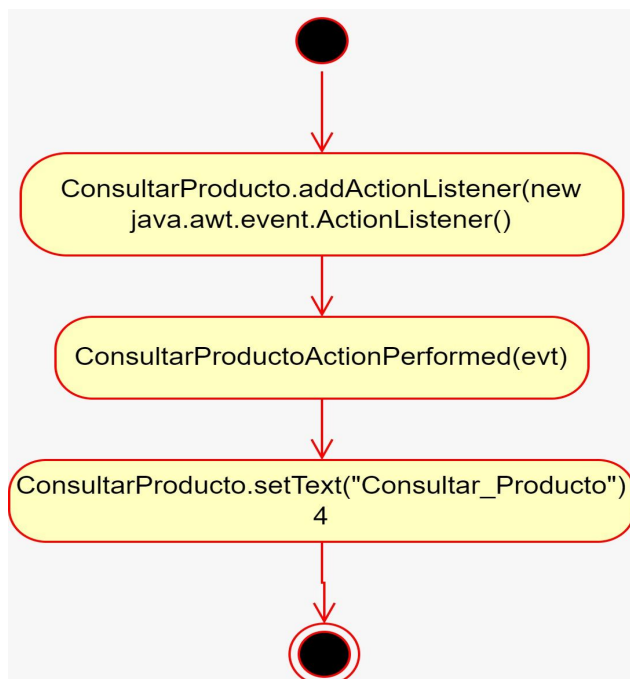 ConsultarProducto.addActionListener(new
java.awt.event.ActionListener()
ConsultarProductoActionPerformed(evt)
ConsultarProducto.setText("Consultar_Producto")
4